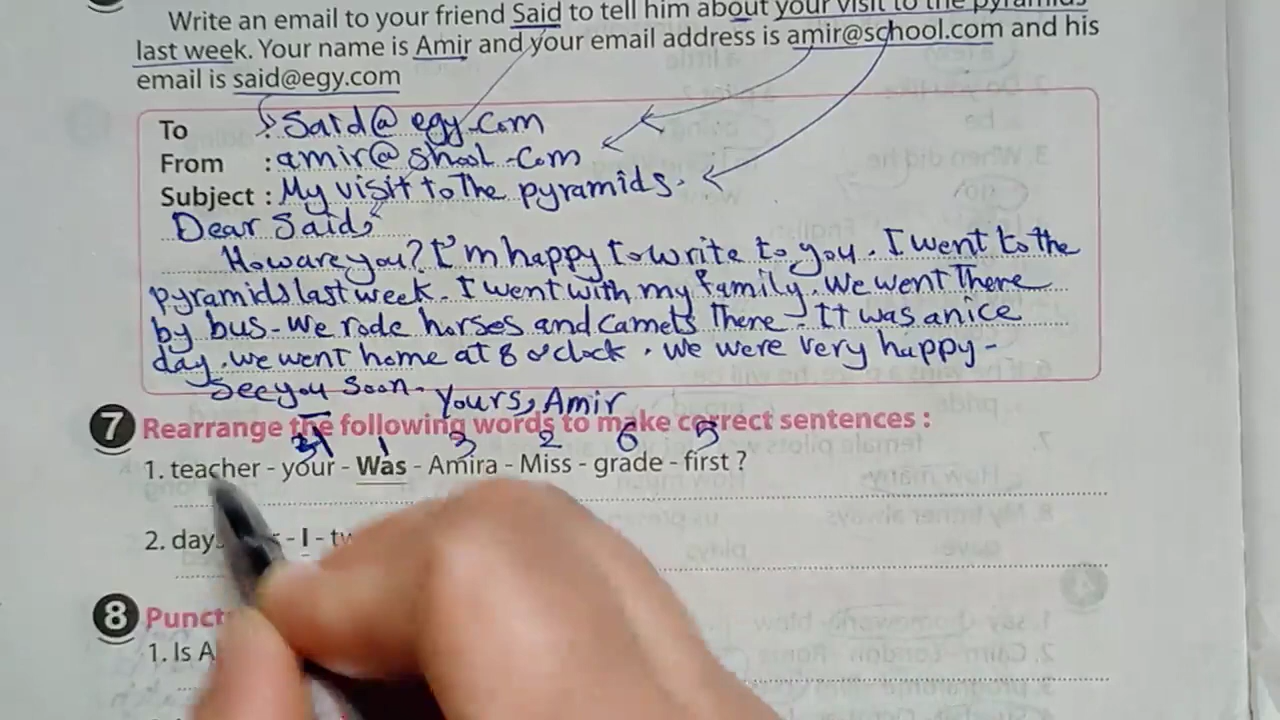 Write an email to your friend Said to tell him about your visit to the pyramids
last week. Your name is Amir and your email address is amir@school.com and his
email is said@egy.com
To : Said@egy.com
From : amir@shool.com
Subject : My visit to The pyramids.
Dear Said,
How are you? I'm happy to write to you. I went to the
pyramids last week. I went with my family. We went There
by bus. We rode horses and camels There. It was a nice
day. We went home at 8 o'clock. We were very happy.
See you soon. Yours, Amir
7 Rearrange the following words to make correct sentences :
1 3 2 6 5
1. teacher - your - Was - Amira - Miss - grade - first ?
2. days - I -
8
1. Is